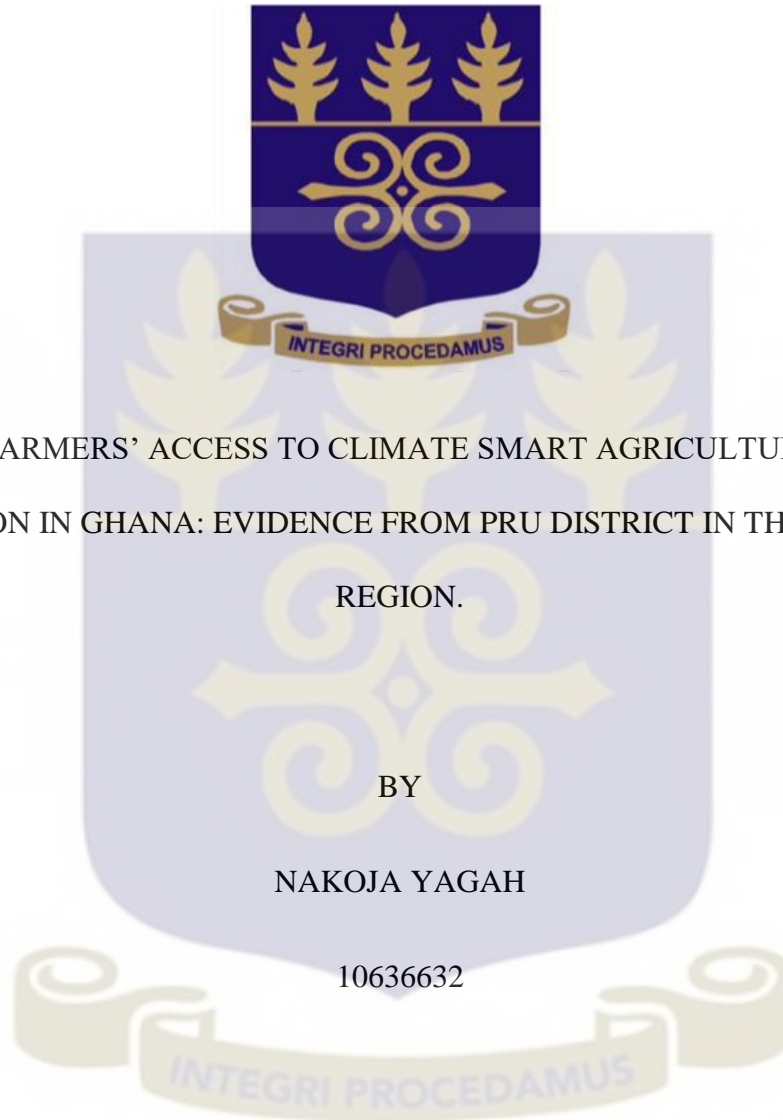 INTEGRI PROCEDAMUS
ARMERS’ ACCESS TO CLIMATE SMART AGRICULTU
ON IN GHANA: EVIDENCE FROM PRU DISTRICT IN TH
REGION.
BY
NAKOJA YAGAH
10636632
INTEGRI PROCEDAMUS